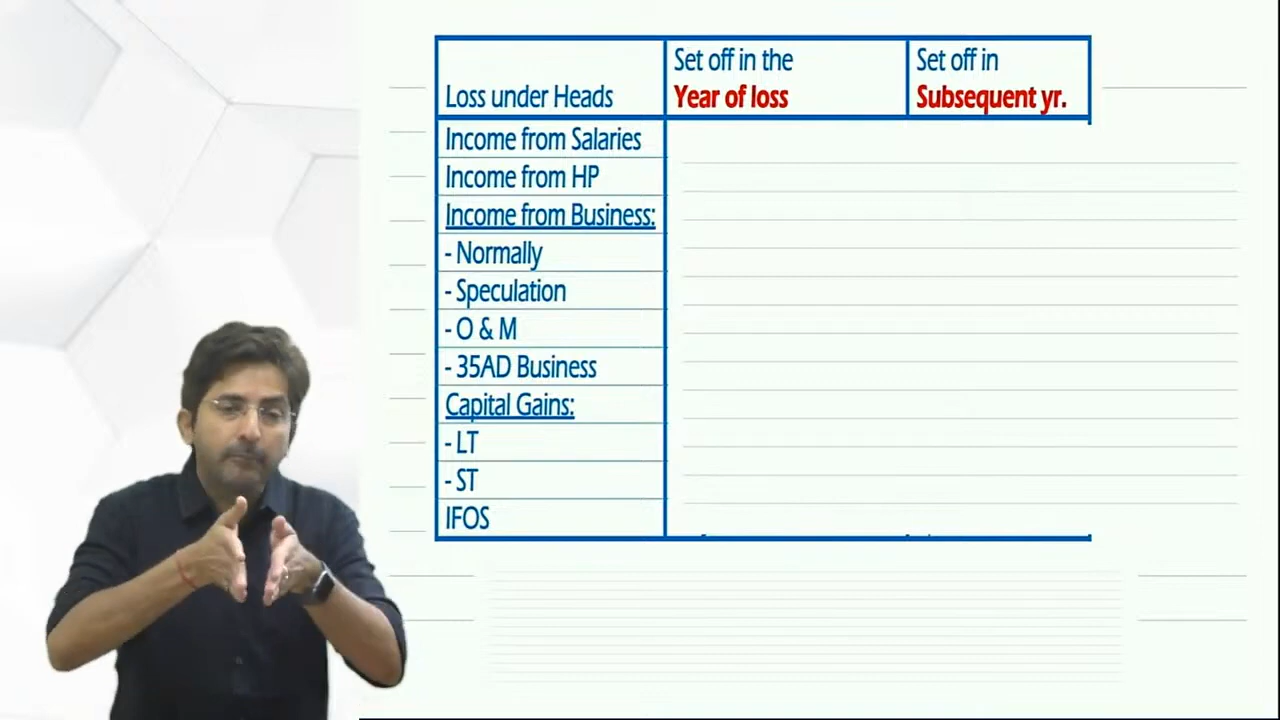 Loss under Heads
Set off in the
Year of loss
Set off in
Subsequent yr.
Income from Salaries
Income from HP
Income from Business:
- Normally
- Speculation
- O & M
- 35AD Business
Capital Gains:
- LT
- ST
IFOS